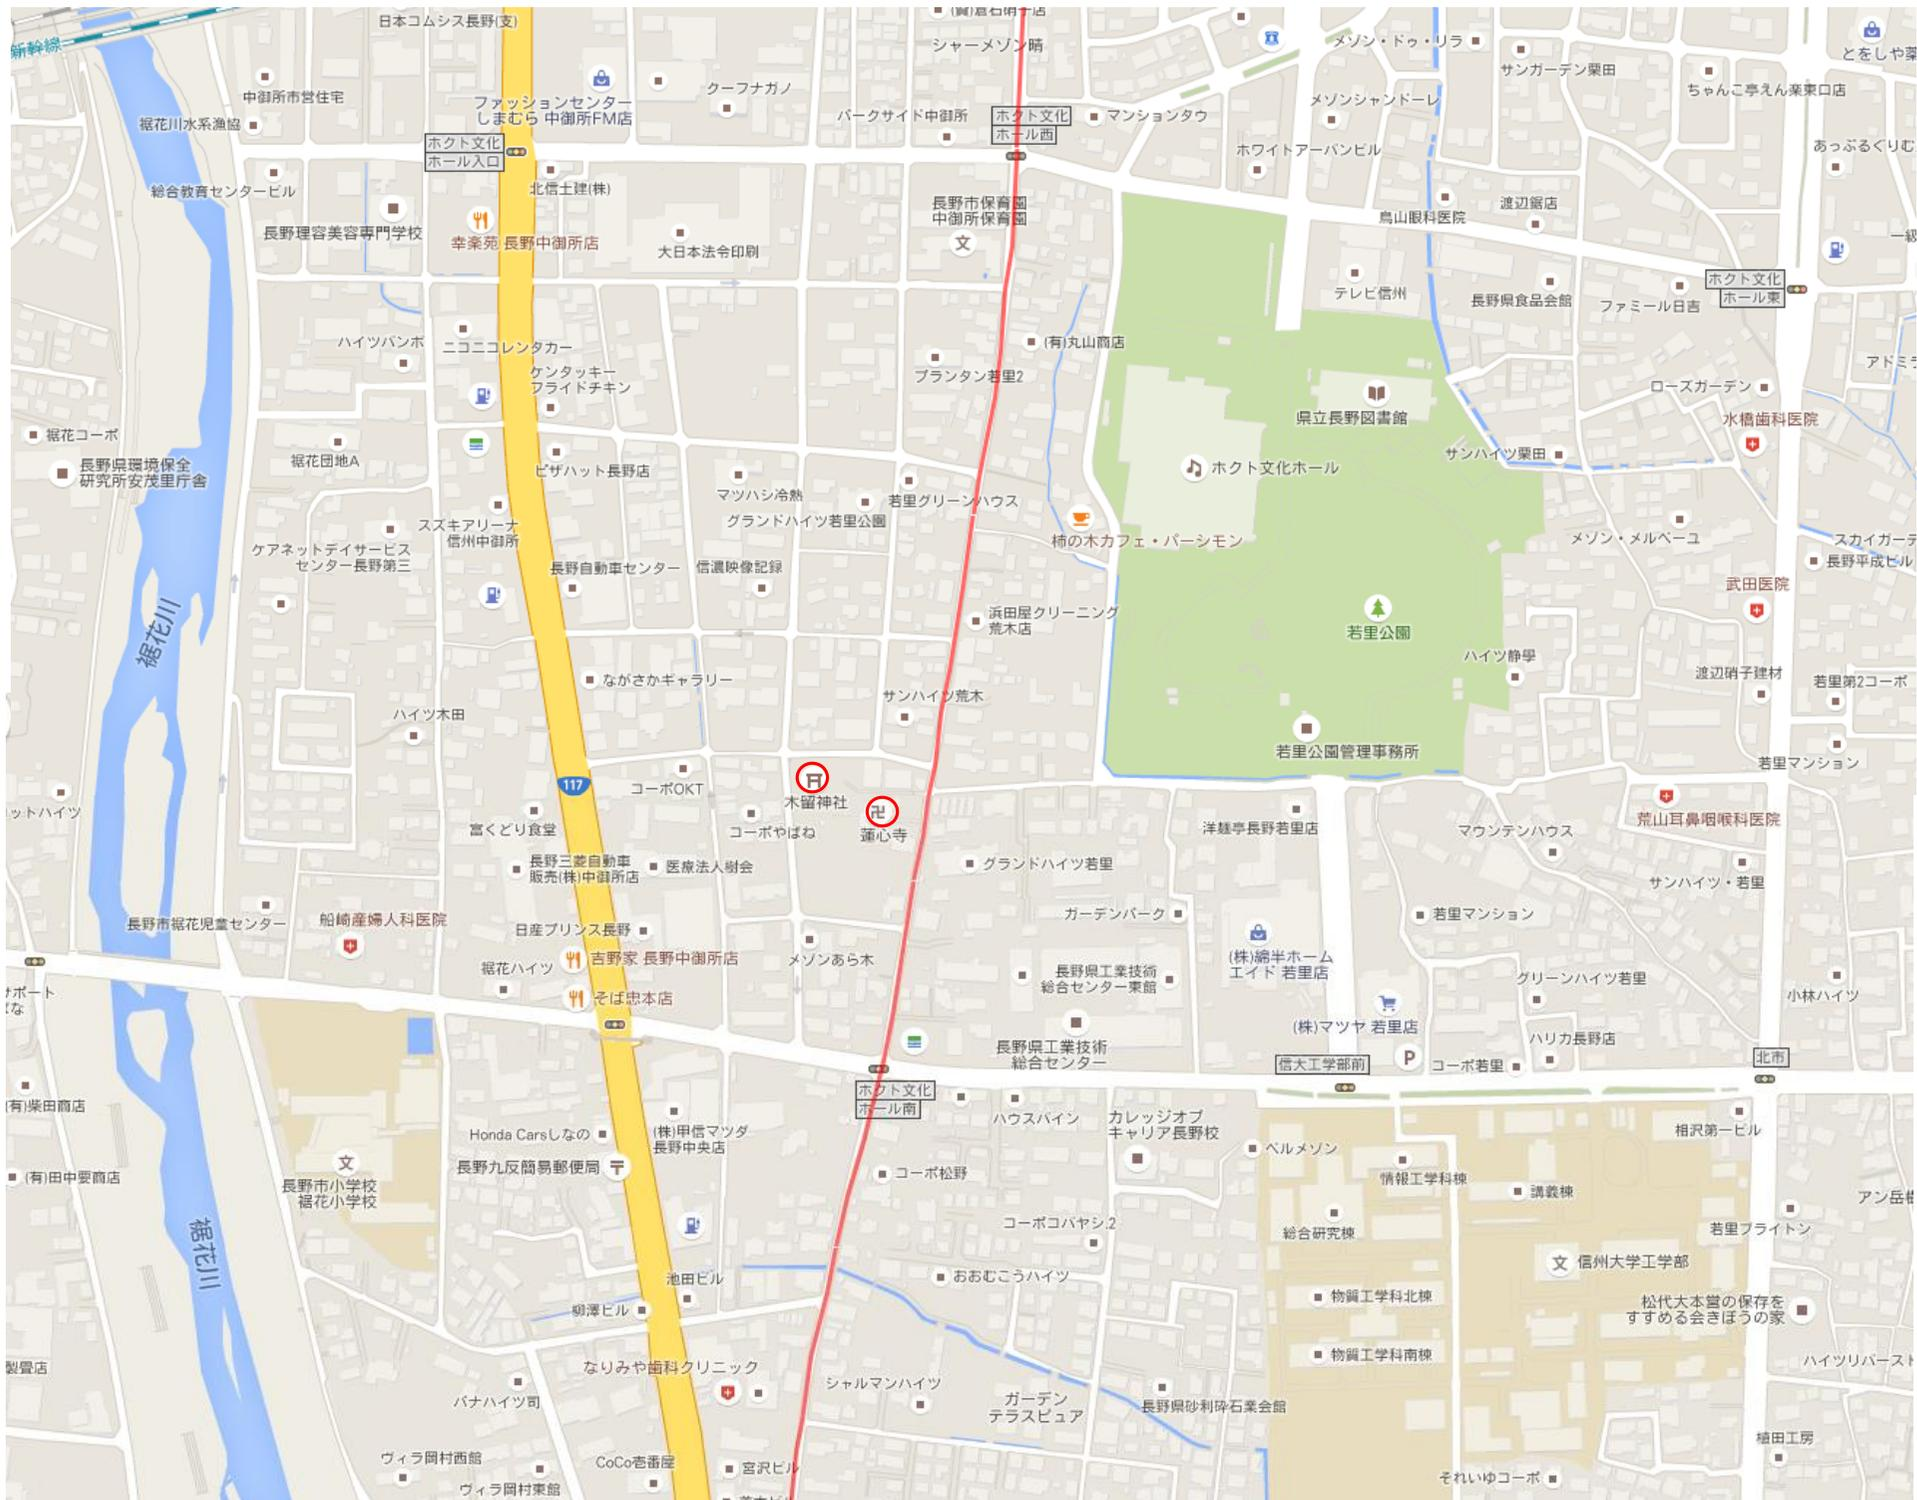 日本コムシス長野(支)
(資)倉石硝子店
新幹線
シャーメゾン晴
メゾン・ドゥ・リラ
とをしや薬
サンガーデン栗田
中御所市営住宅
ファッションセンター
しまむら 中御所FM店
クーフナガノ
ちゃんこ亭えん楽東口店
メゾンシャンドーレ
裾花川水系漁協
パークサイド中御所
ホクト文化
ホール西
マンションタウ
ホクト文化
ホール入口
ホワイトアーバンビル
あっぷるぐりむ
総合教育センタービル
北信土建(株)
長野市保育園
中御所保育園
渡辺鋸店
鳥山眼科医院
長野理容美容専門学校
幸楽苑 長野中御所店
大日本法令印刷
一級
テレビ信州
長野県食品会館
ファミール日吉
ホクト文化
ホール東
ハイツバンボ
ニコニコレンタカー
(有)丸山商店
アドミラ
ケンタッキー
フライドチキン
プランタン若里2
ローズガーデン
県立長野図書館
水橋歯科医院
裾花コーポ
裾花団地A
長野県環境保全
研究所安茂里庁舎
ピザハット長野店
ホクト文化ホール
サンハイツ栗田
マツハシ冷熱
若里グリーンハウス
グランドハイツ若里公園
スズキアリーナ
信州中御所
柿の木カフェ・パーシモン
メゾン・メルベーユ
スカイガーデ
ケアネットデイサービス
センター長野第三
長野自動車センター
信濃映像記録
長野平成ビル
武田医院
浜田屋クリーニング
荒木店
若里公園
裾花川
ハイツ静學
ながさかギャラリー
サンハイツ荒木
渡辺硝子建材
若里第2コーポ
ハイツ木田
若里公園管理事務所
若里マンション
117
コーポOKT
木留神社
ットハイツ
富くどり食堂
コーポやばね
蓮心寺
洋麺亭長野若里店
マウンテンハウス
荒山耳鼻咽喉科医院
長野三菱自動車
販売(株)中御所店
医療法人樹会
グランドハイツ若里
サンハイツ・若里
長野市裾花児童センター
船崎産婦人科医院
日産プリンス長野
ガーデンパーク
若里マンション
吉野家 長野中御所店
裾花ハイツ
メゾンあら木
長野県工業技術
総合センター東館
(株)綿半ホーム
エイド 若里店
グリーンハイツ若里
サポート
な
そば忠本店
小林ハイツ
(株)マツヤ 若里店
長野県工業技術
総合センター
ハリカ長野店
P
信大工学部前
コーポ若里
北市
ホクト文化
ホール南
(有)柴田商店
ハウスパイン
カレッジオブ
キャリア長野校
Honda Carsしなの
(株)甲信マツダ
長野中央店
相沢第一ビル
ベルメゾン
長野九反簡易郵便局
コーポ松野
(有)田中要商店
長野市小学校
裾花小学校
情報工学科棟
講義棟
アン岳樹
裾花川
コーポコバヤシ.2
総合研究棟
若里ブライトン
信州大学工学部
池田ビル
おおむこうハイツ
柳澤ビル
物質工学科北棟
松代大本営の保存を
すすめる会きぼうの家
製畳店
なりみや歯科クリニック
物質工学科南棟
ハイツリバースト
シャルマンハイツ
バナハイツ司
ガーデン
テラスピュア
長野県砂利砕石業会館
植田工房
ヴィラ岡村西館
CoCo壱番屋
宮沢ビル
それいゆコーポ
ヴィラ岡村東館